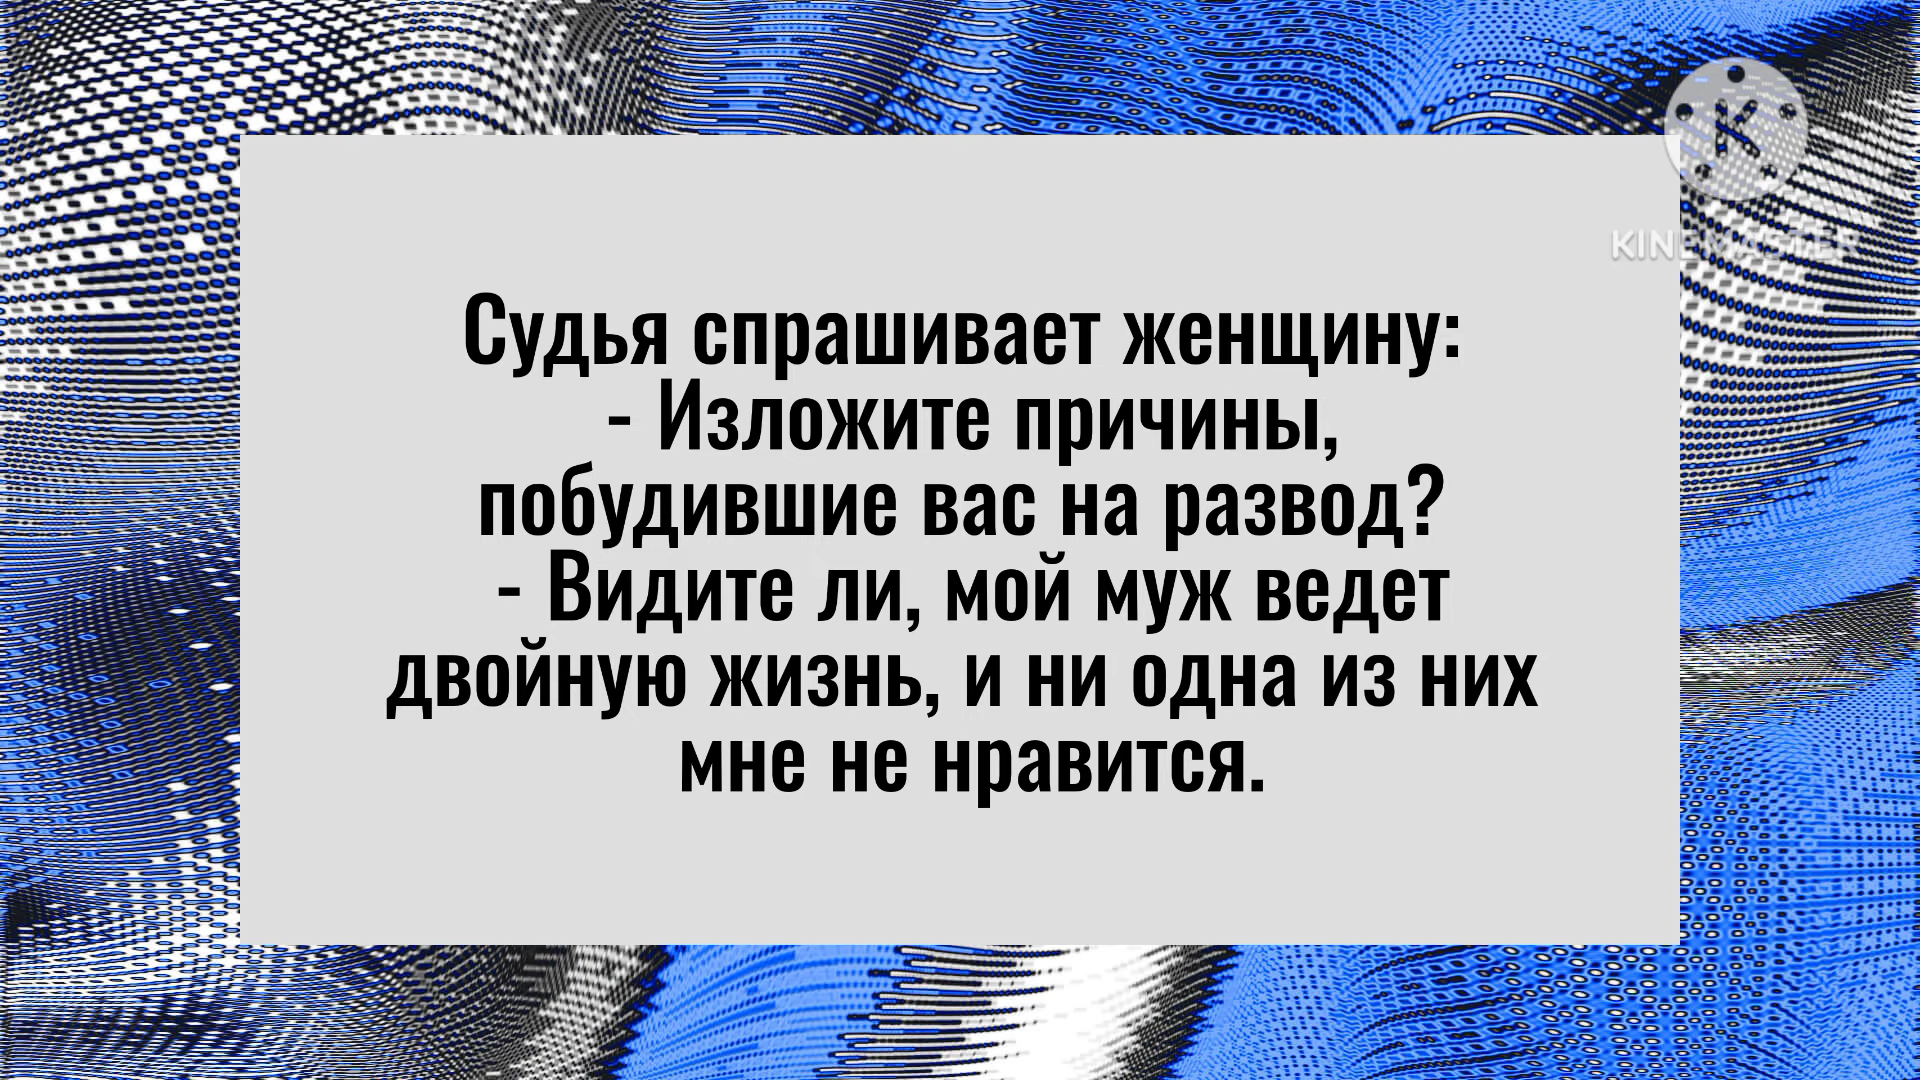 K
KINEMASTER
Судья спрашивает женщину:
- Изложите причины,
побудившие вас на развод?
- Видите ли, мой муж ведет
двойную жизнь, и ни одна из них
мне не нравится.